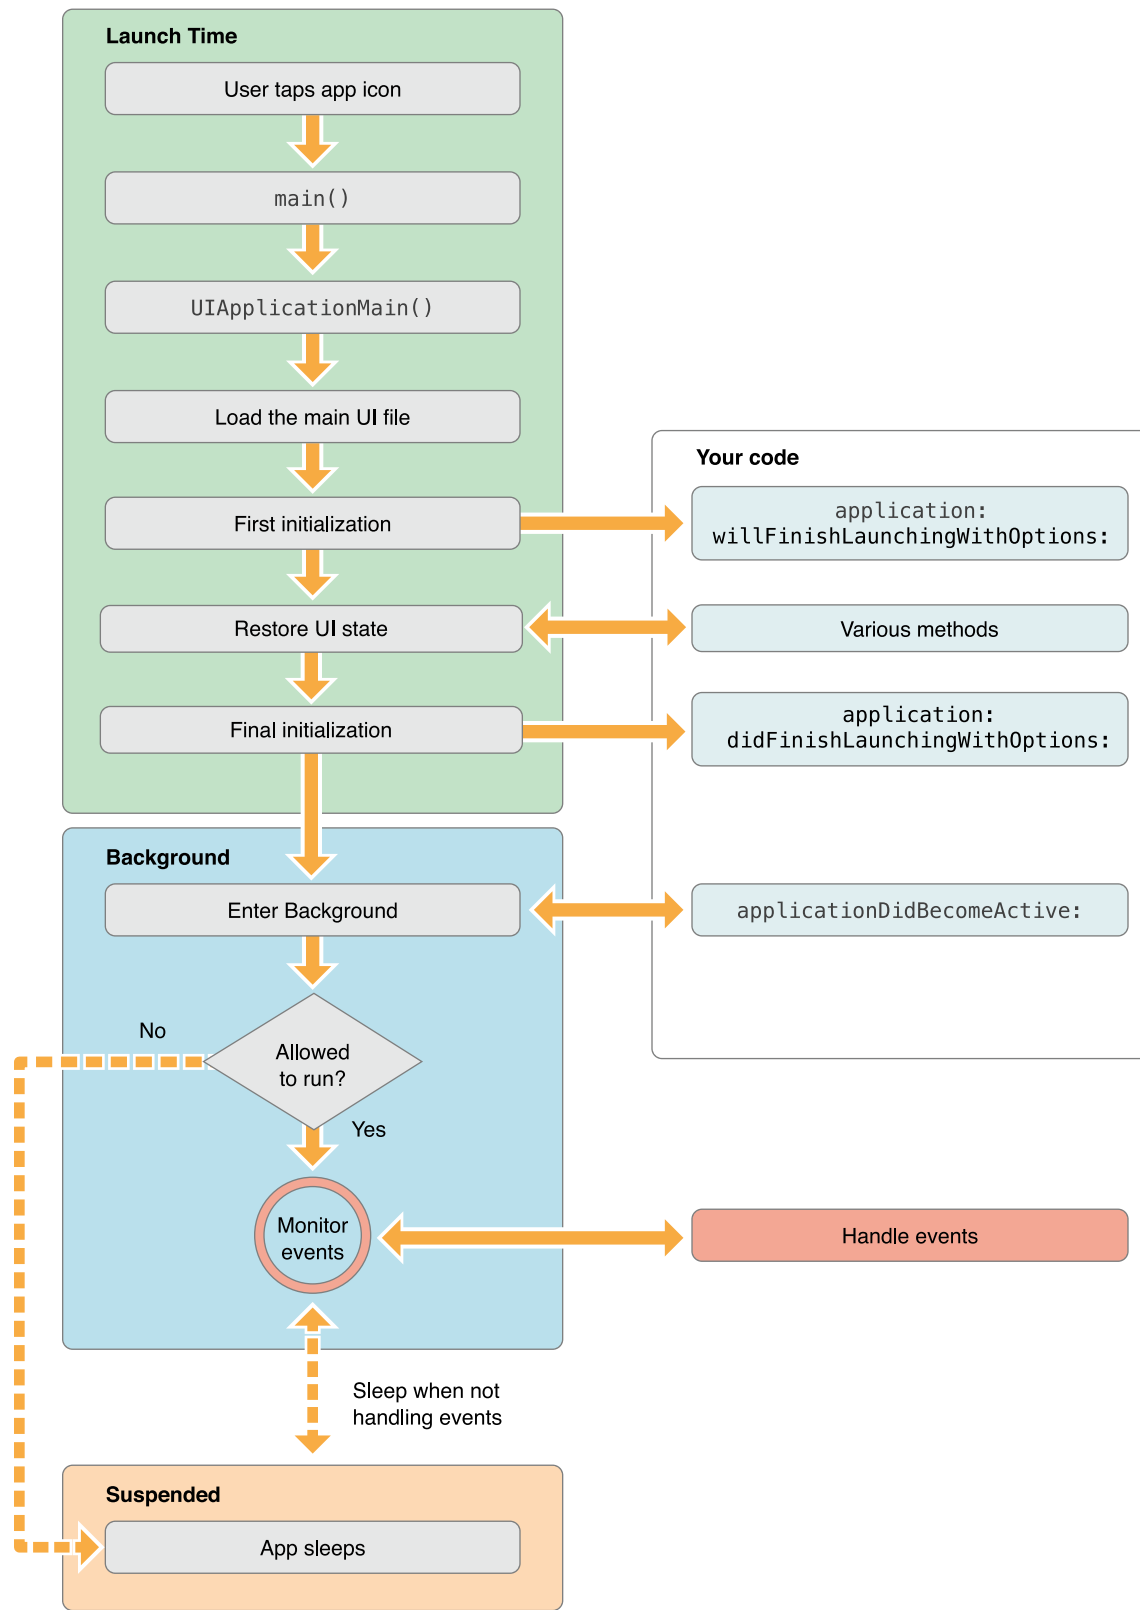 Launch Time
User taps app icon
main()
UIApplicationMain()
Load the main UI file
Your code
First initialization
application:
willFinishLaunchingWithOptions:
Restore UI state
Various methods
Final initialization
application:
didFinishLaunchingWithOptions:
Background
Enter Background
applicationDidBecomeActive:
No
Allowed
to run?
Yes
Monitor
events
Handle events
Sleep when not
handling events
Suspended
App sleeps